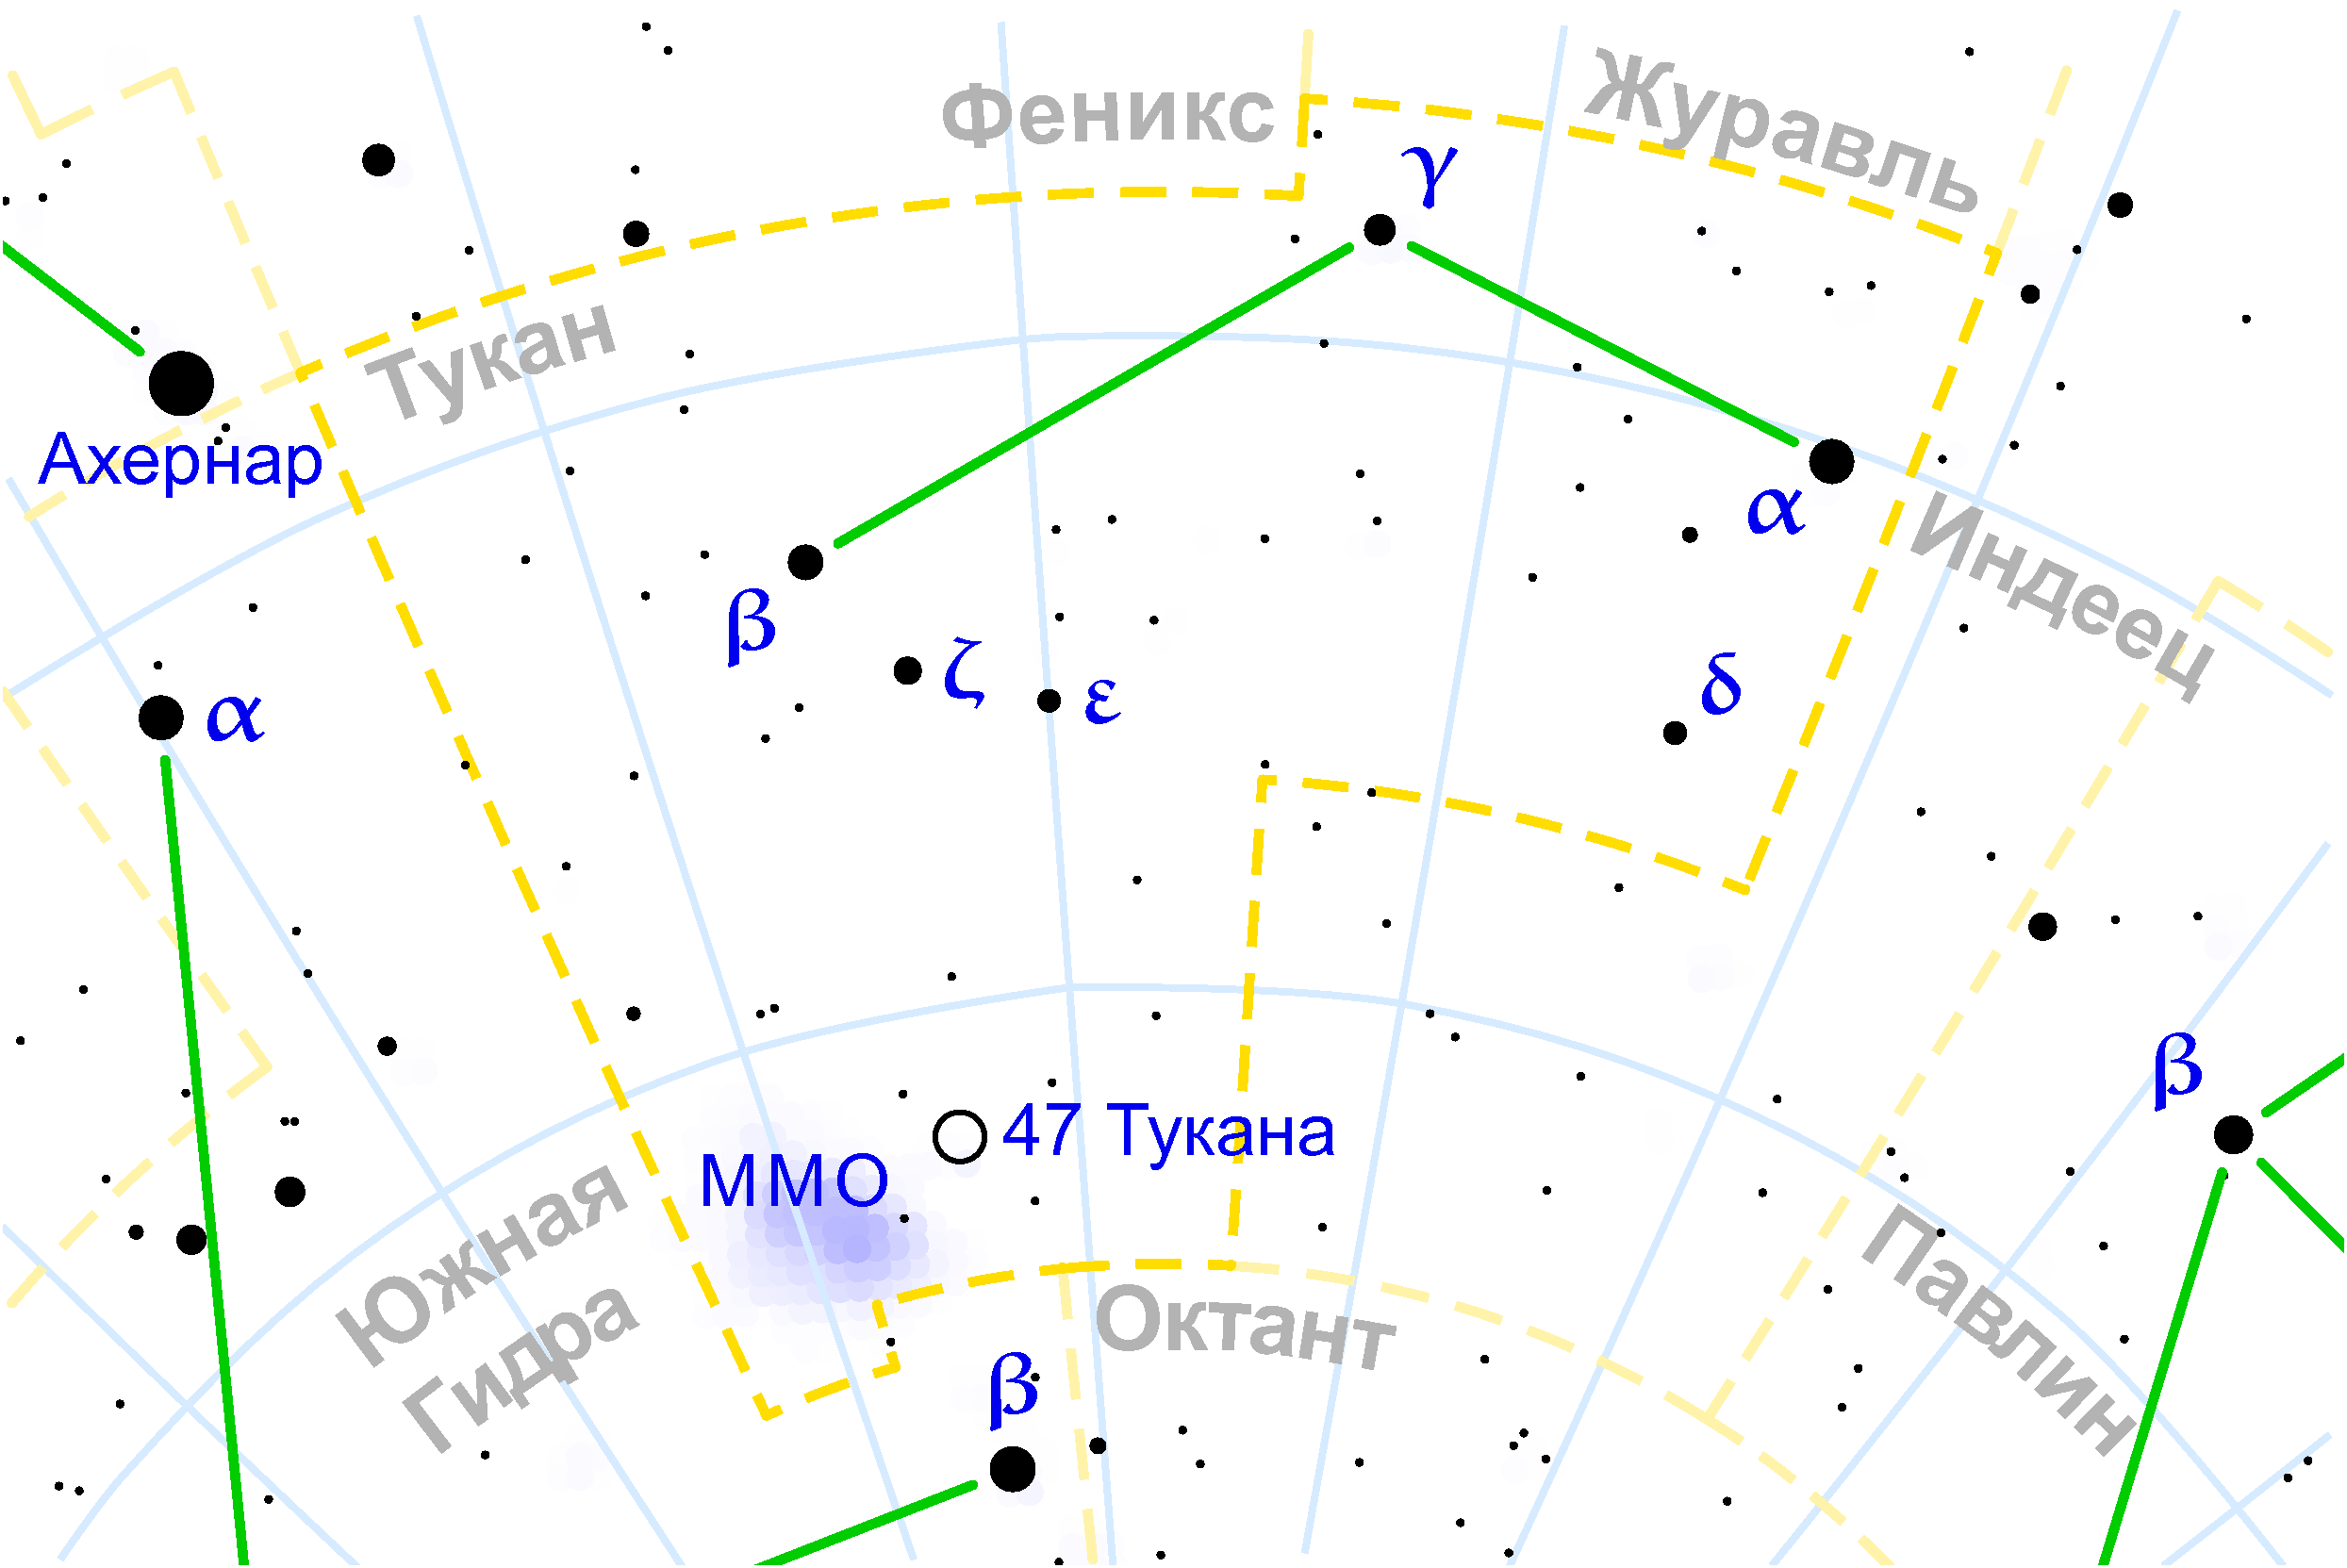 Феникс
Журавль
γ
Тукан
Ахернар
α
Индеец
β
ζ
ε
δ
α
β
47 Тукана
ММО
Южная
Гидра
Октант
Павлин
β